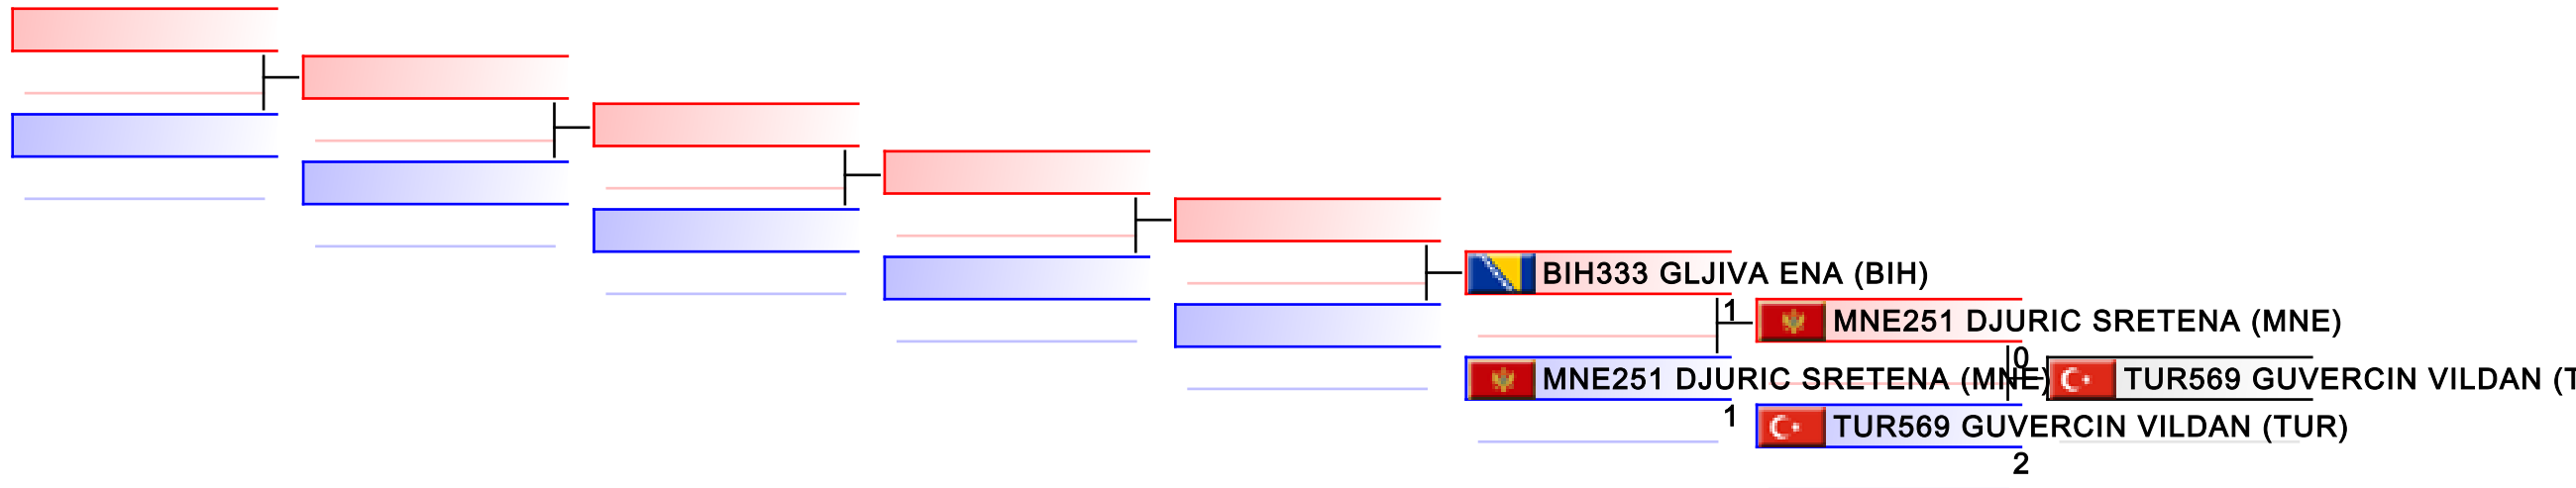 BIH333 GLJIVA ENA (BIH)
1
MNE251 DJURIC SRETENA (MNE)
0
MNE251 DJURIC SRETENA (MNE)
1
TUR569 GUVERCIN VILDAN (T
TUR569 GUVERCIN VILDAN (TUR)
2